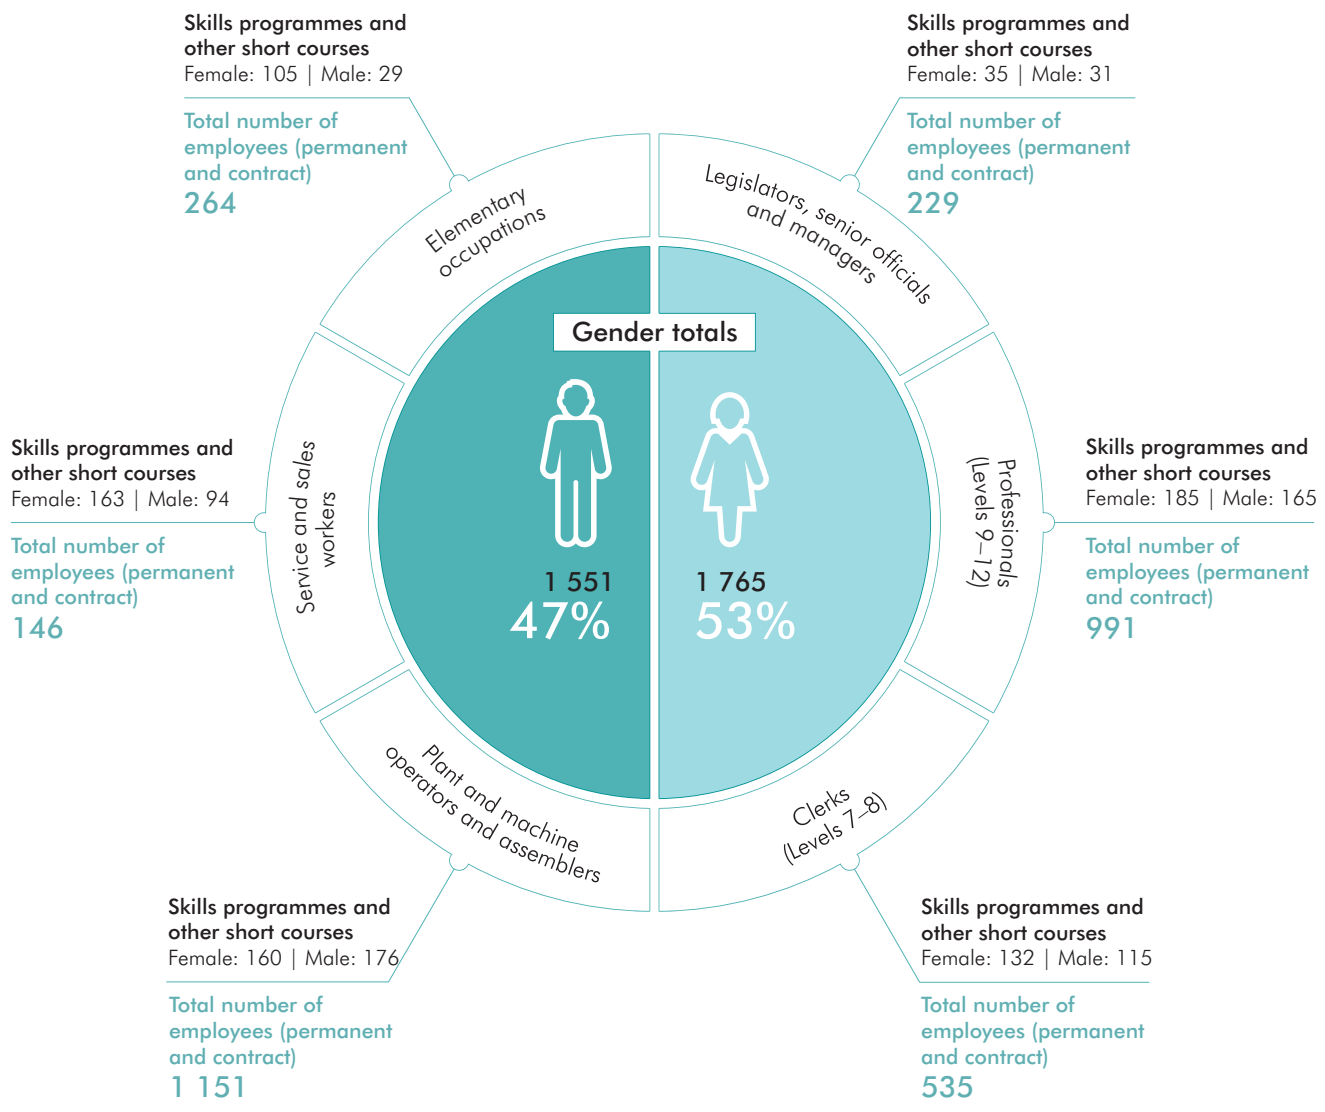 Skills programmes and
other short courses
Female: 105 | Male: 29
Total number of
employees (permanent
and contract)
264
Skills programmes and
other short courses
Female: 35 | Male: 31
Total number of
employees (permanent
and contract)
229
Elementary
occupations
Legislators, senior officials
and managers
Gender totals
1 551
47%
1 765
53%
Skills programmes and
other short courses
Female: 163 | Male: 94
Total number of
employees (permanent
and contract)
146
Service and sales
workers
Professionals
(Levels 9–12)
Skills programmes and
other short courses
Female: 185 | Male: 165
Total number of
employees (permanent
and contract)
991
Plant and machine
operators and assemblers
Clerks
(Levels 7–8)
Skills programmes and
other short courses
Female: 160 | Male: 176
Total number of
employees (permanent
and contract)
1 151
Skills programmes and
other short courses
Female: 132 | Male: 115
Total number of
employees (permanent
and contract)
535